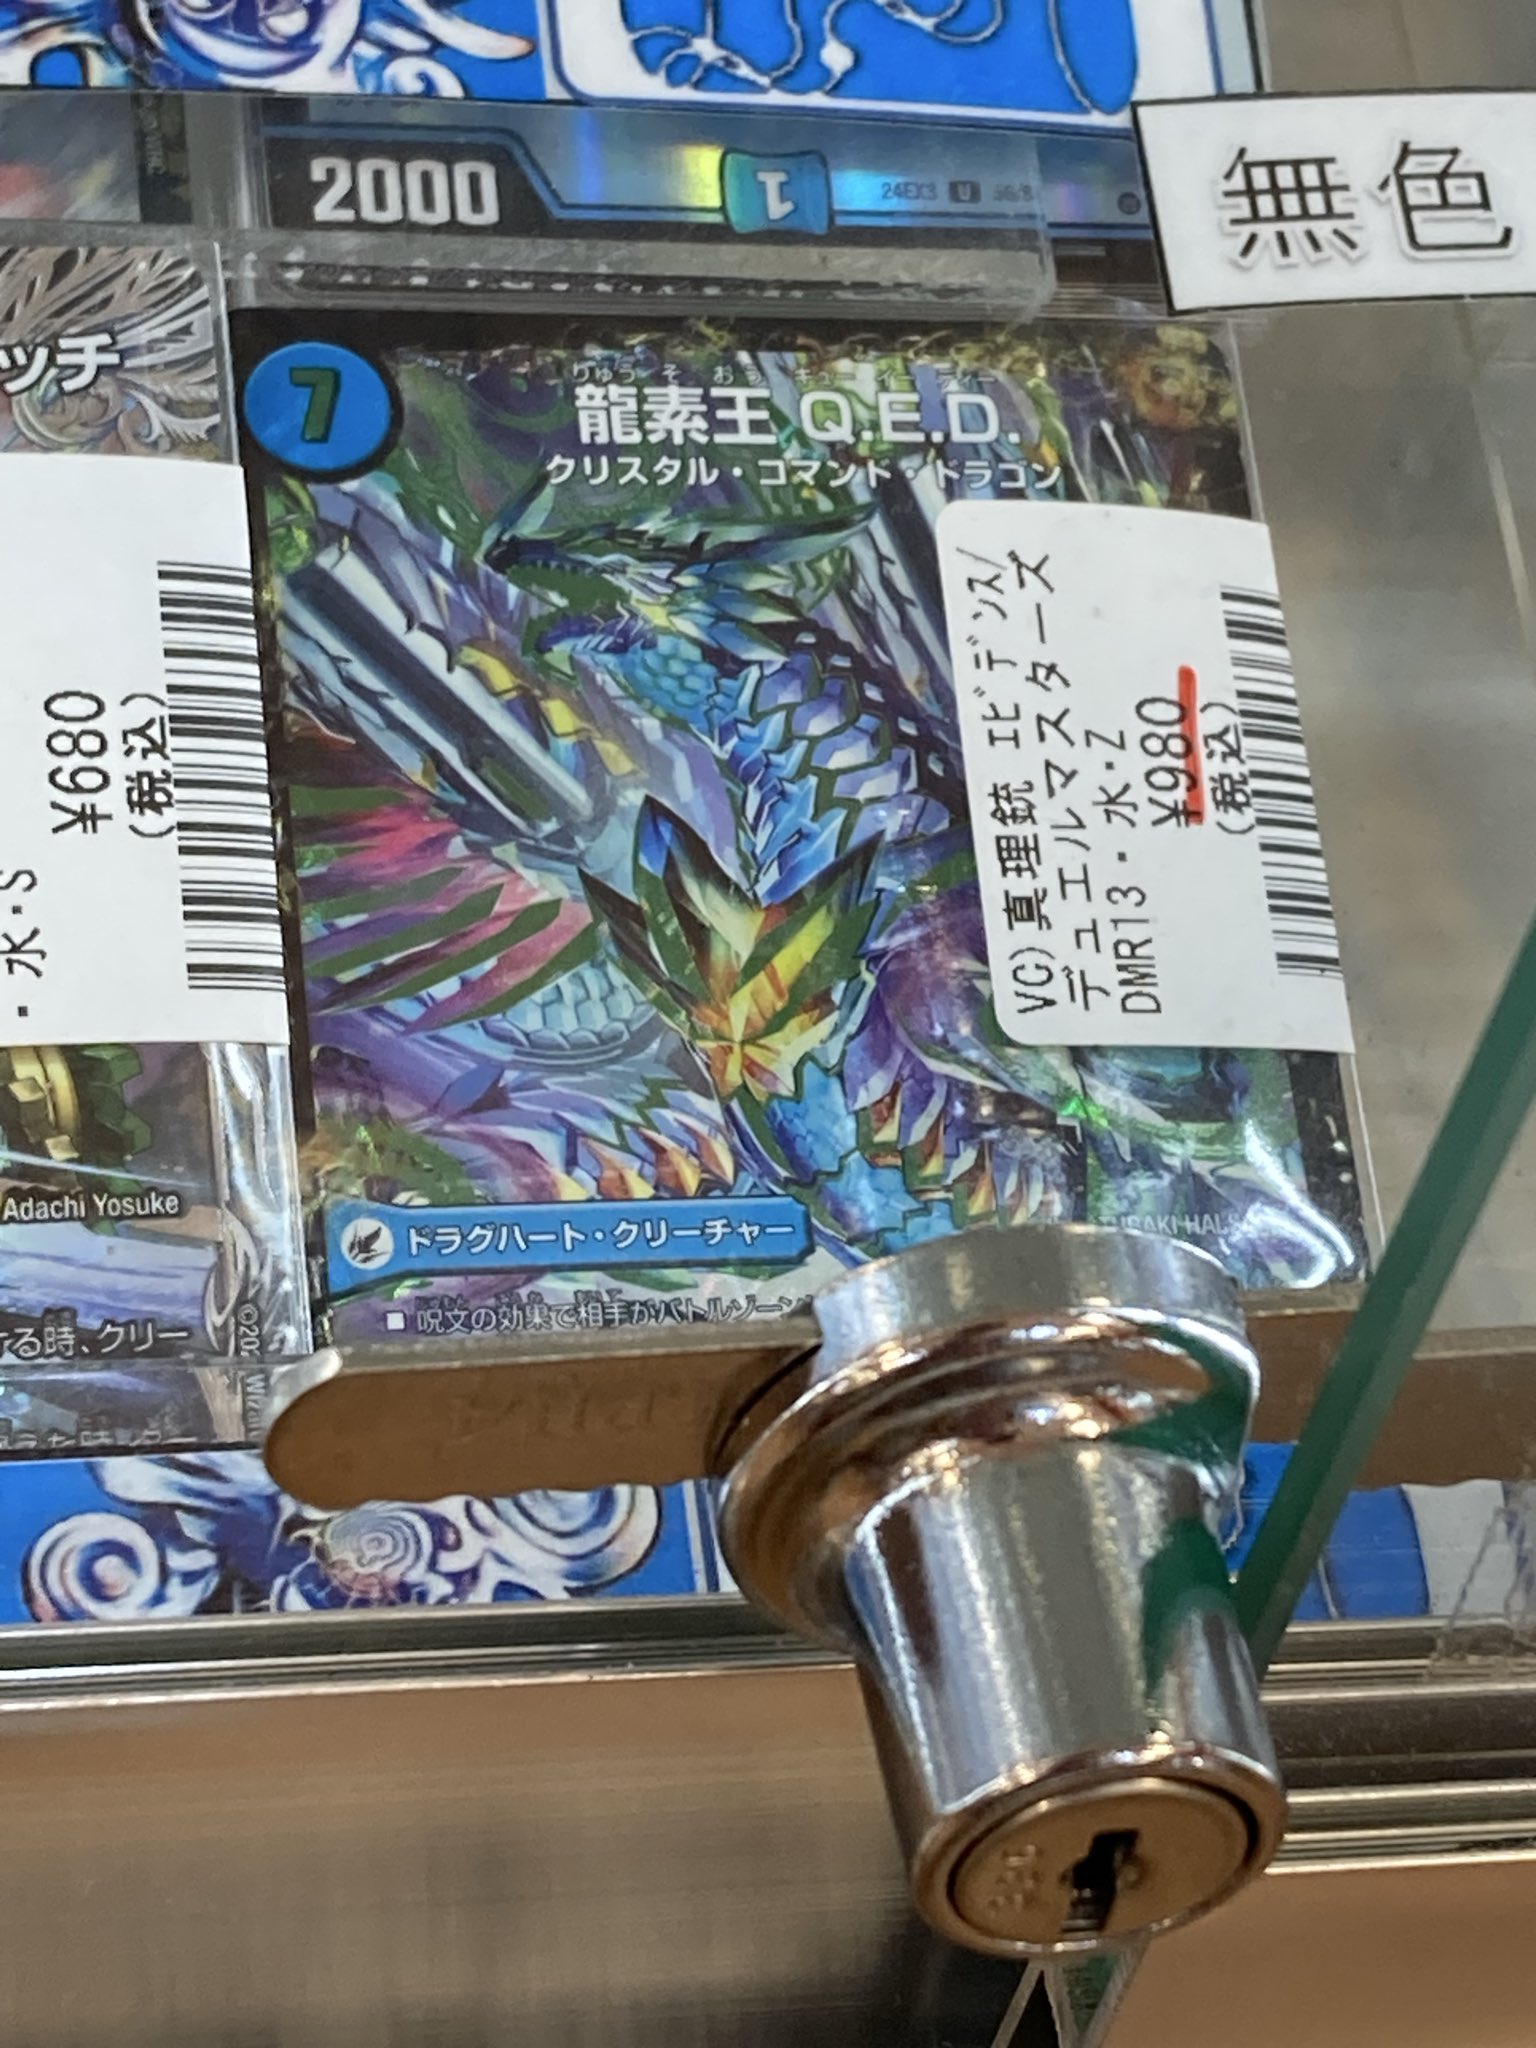 2000
1
24EX3
無色
ッチ
7
りゅう そ おう キュー イー ディー
龍素王 Q.E.D.
クリスタル・コマンド・ドラゴン
VG)真理銃 ｴﾋﾞﾃﾞﾝｽ/
デュエルマスターズ
DMR13・水・Z
¥980
(税込)
¥680
(税込)
・水・S
Adachi Yosuke
TSUBAKI HAL
ドラグハート・クリーチャー
■ 呪文の効果で相手がバトルゾーン
る時、クリー